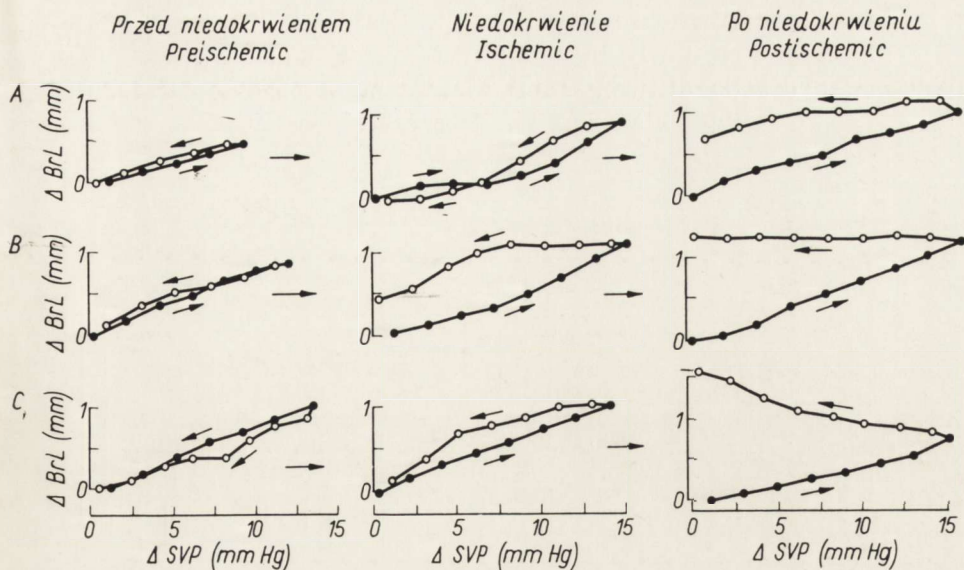 Przed niedokrwieniem
Preischemic
Niedokrwienie
Ischemic
Po niedokrwieniu
Postischemic
A
Δ BrL (mm)
1
0
1
0
1
0
B
Δ BrL (mm)
1
0
1
0
1
0
C,
Δ BrL (mm)
1
0
1
0
1
0
0 5 10 15
0 5 10 15
0 5 10 15
Δ SVP (mm Hg)
Δ SVP (mm Hg)
Δ SVP (mm Hg)